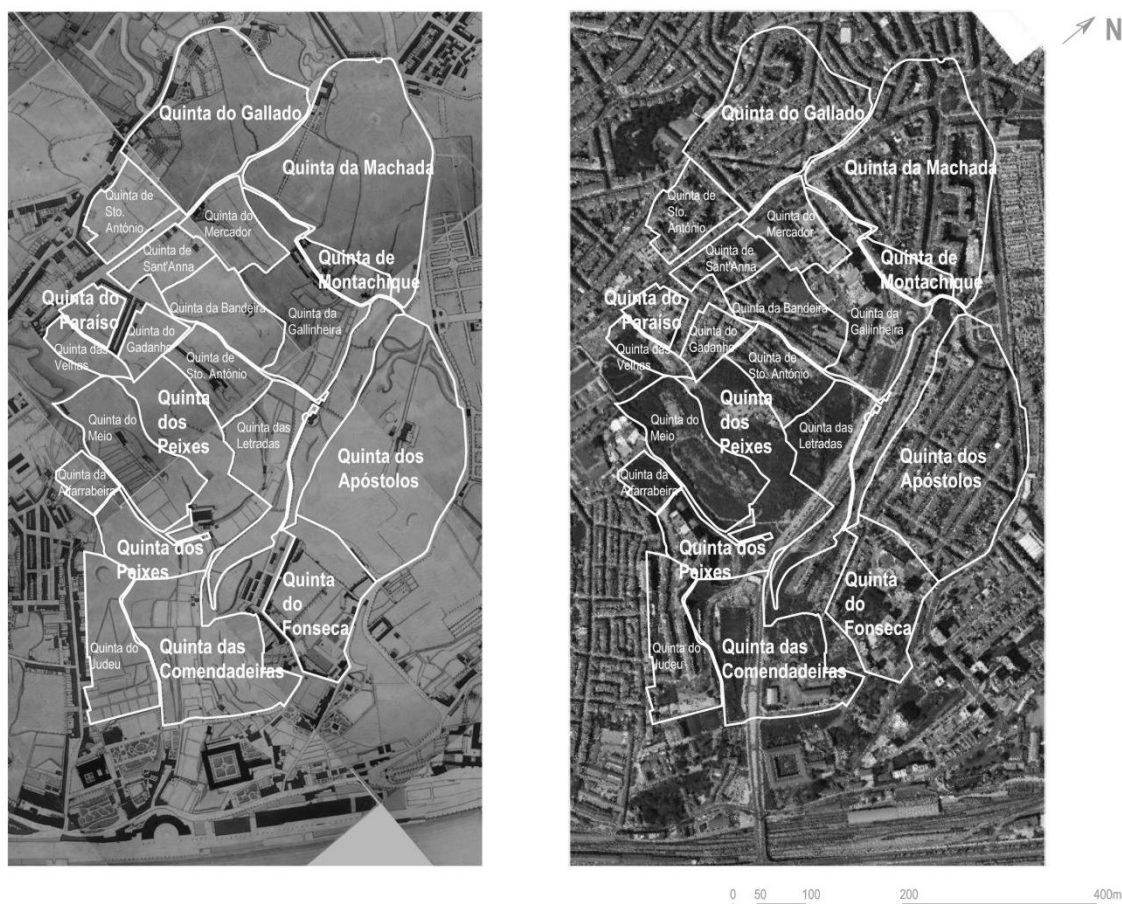 N
Quinta do Gallado
Quinta da Machada
Quinta de
Sto.
António
Quinta do
Mercador
Quinta de
Sant'Anna
Quinta de
Montachique
Quinta do
Paraíso
Quinta da Bandeira
Quinta da
Gallinheira
Quinta do
Gadanho
Quinta das
Velhas
Quinta de
Sto. António
Quinta do
Meio
Quinta
dos
Peixes
Quinta das
Letradas
Quinta dos
Apóstolos
Quinta da
Alfarrabeira
Quinta dos
Peixes
Quinta
do
Fonseca
Quinta do
Judeu
Quinta das
Comendadeiras
Quinta do Gallado
Quinta da Machada
Quinta de
Sto.
António
Quinta do
Mercador
Quinta de
Sant'Anna
Quinta de
Montachique
Quinta do
Paraíso
Quinta da Bandeira
Quinta da
Gallinheira
Quinta do
Gadanho
Quinta das
Velhas
Quinta de
Sto. António
Quinta do
Meio
Quinta
dos
Peixes
Quinta das
Letradas
Quinta dos
Apóstolos
Quinta da
Alfarrabeira
Quinta dos
Peixes
Quinta
do
Fonseca
Quinta do
Judeu
Quinta das
Comendadeiras
0 50 100 200 400m